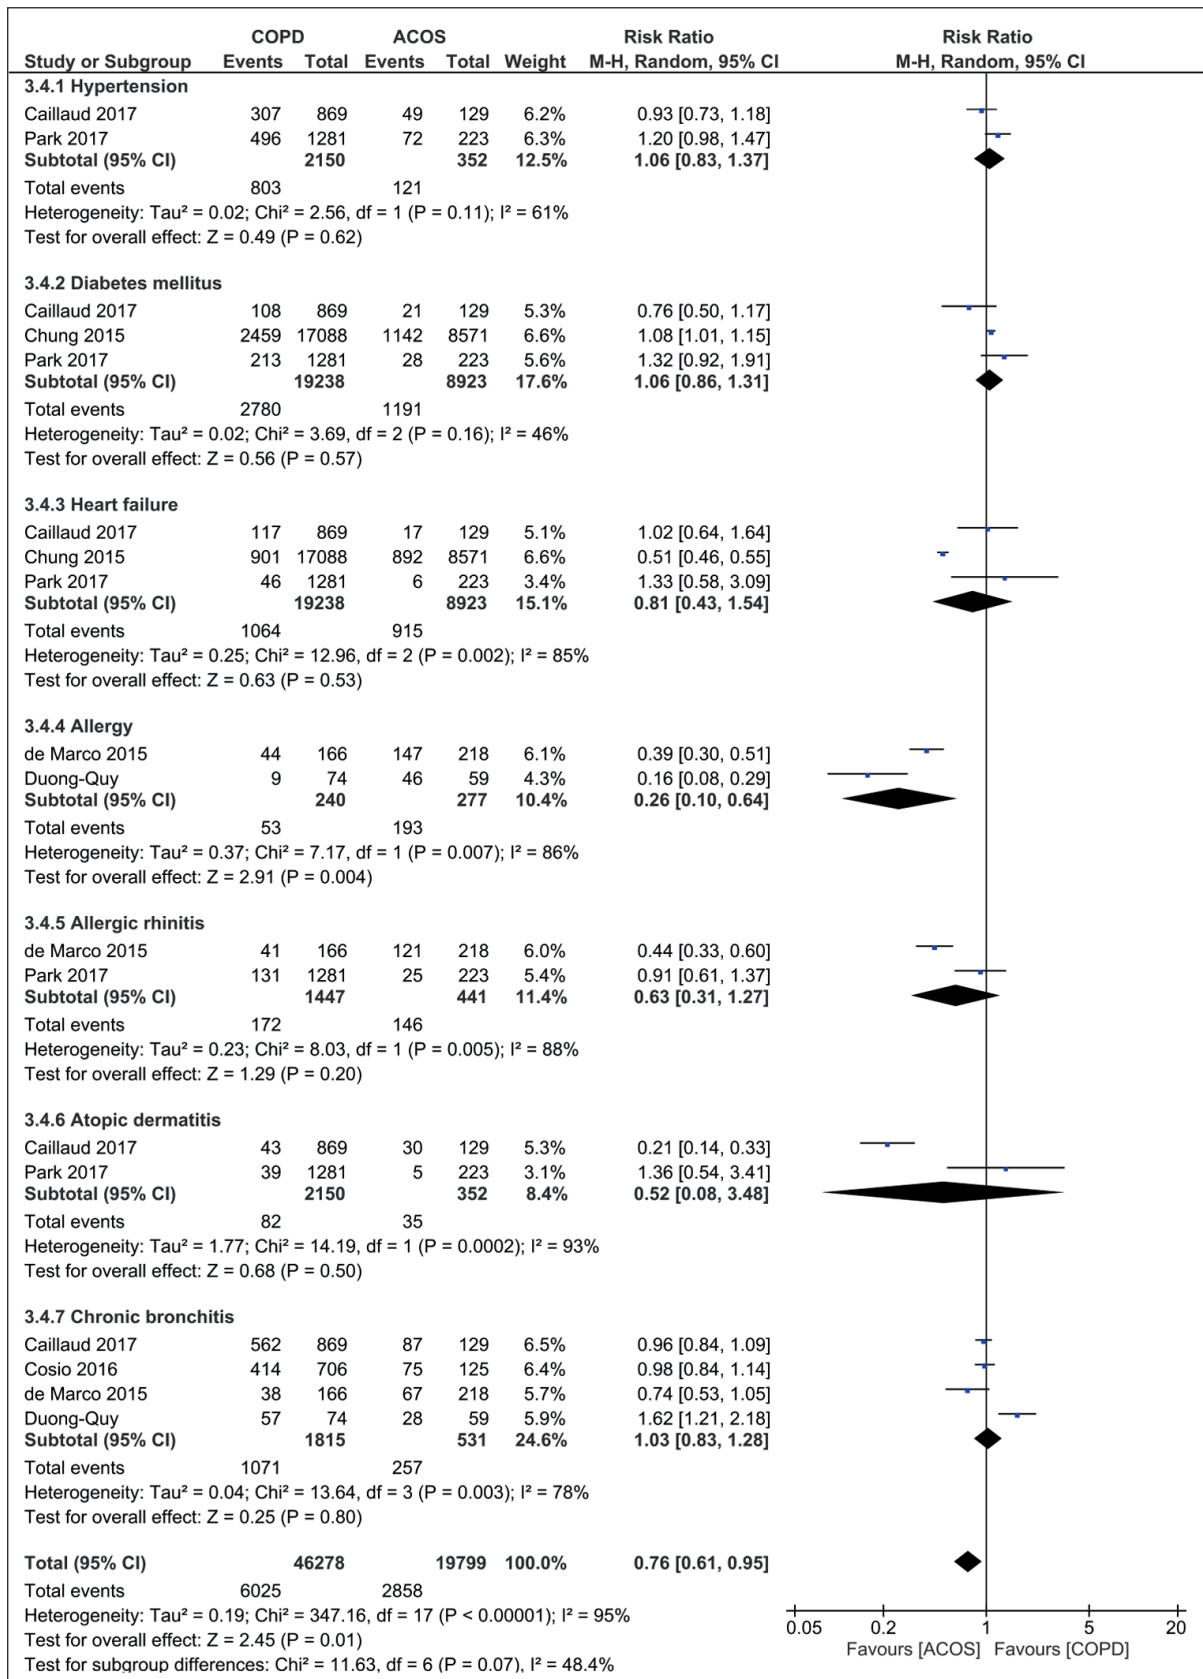 COPD ACOS Risk Ratio Risk Ratio
Study or Subgroup Events Total Events Total Weight M-H, Random, 95% CI M-H, Random, 95% CI
3.4.1 Hypertension
Caillaud 2017 307 869 49 129 6.2% 0.93 [0.73, 1.18]
Park 2017 496 1281 72 223 6.3% 1.20 [0.98, 1.47]
Subtotal (95% CI) 2150 352 12.5% 1.06 [0.83, 1.37]
Total events 803 121
Heterogeneity: Tau² = 0.02; Chi² = 2.56, df = 1 (P = 0.11); I² = 61%
Test for overall effect: Z = 0.49 (P = 0.62)
3.4.2 Diabetes mellitus
Caillaud 2017 108 869 21 129 5.3% 0.76 [0.50, 1.17]
Chung 2015 2459 17088 1142 8571 6.6% 1.08 [1.01, 1.15]
Park 2017 213 1281 28 223 5.6% 1.32 [0.92, 1.91]
Subtotal (95% CI) 19238 8923 17.6% 1.06 [0.86, 1.31]
Total events 2780 1191
Heterogeneity: Tau² = 0.02; Chi² = 3.69, df = 2 (P = 0.16); I² = 46%
Test for overall effect: Z = 0.56 (P = 0.57)
3.4.3 Heart failure
Caillaud 2017 117 869 17 129 5.1% 1.02 [0.64, 1.64]
Chung 2015 901 17088 892 8571 6.6% 0.51 [0.46, 0.55]
Park 2017 46 1281 6 223 3.4% 1.33 [0.58, 3.09]
Subtotal (95% CI) 19238 8923 15.1% 0.81 [0.43, 1.54]
Total events 1064 915
Heterogeneity: Tau² = 0.25; Chi² = 12.96, df = 2 (P = 0.002); I² = 85%
Test for overall effect: Z = 0.63 (P = 0.53)
3.4.4 Allergy
de Marco 2015 44 166 147 218 6.1% 0.39 [0.30, 0.51]
Duong-Quy 9 74 46 59 4.3% 0.16 [0.08, 0.29]
Subtotal (95% CI) 240 277 10.4% 0.26 [0.10, 0.64]
Total events 53 193
Heterogeneity: Tau² = 0.37; Chi² = 7.17, df = 1 (P = 0.007); I² = 86%
Test for overall effect: Z = 2.91 (P = 0.004)
3.4.5 Allergic rhinitis
de Marco 2015 41 166 121 218 6.0% 0.44 [0.33, 0.60]
Park 2017 131 1281 25 223 5.4% 0.91 [0.61, 1.37]
Subtotal (95% CI) 1447 441 11.4% 0.63 [0.31, 1.27]
Total events 172 146
Heterogeneity: Tau² = 0.23; Chi² = 8.03, df = 1 (P = 0.005); I² = 88%
Test for overall effect: Z = 1.29 (P = 0.20)
3.4.6 Atopic dermatitis
Caillaud 2017 43 869 30 129 5.3% 0.21 [0.14, 0.33]
Park 2017 39 1281 5 223 3.1% 1.36 [0.54, 3.41]
Subtotal (95% CI) 2150 352 8.4% 0.52 [0.08, 3.48]
Total events 82 35
Heterogeneity: Tau² = 1.77; Chi² = 14.19, df = 1 (P = 0.0002); I² = 93%
Test for overall effect: Z = 0.68 (P = 0.50)
3.4.7 Chronic bronchitis
Caillaud 2017 562 869 87 129 6.5% 0.96 [0.84, 1.09]
Cosio 2016 414 706 75 125 6.4% 0.98 [0.84, 1.14]
de Marco 2015 38 166 67 218 5.7% 0.74 [0.53, 1.05]
Duong-Quy 57 74 28 59 5.9% 1.62 [1.21, 2.18]
Subtotal (95% CI) 1815 531 24.6% 1.03 [0.83, 1.28]
Total events 1071 257
Heterogeneity: Tau² = 0.04; Chi² = 13.64, df = 3 (P = 0.003); I² = 78%
Test for overall effect: Z = 0.25 (P = 0.80)
Total (95% CI) 46278 19799 100.0% 0.76 [0.61, 0.95]
Total events 6025 2858
Heterogeneity: Tau² = 0.19; Chi² = 347.16, df = 17 (P < 0.00001); I² = 95%
Test for overall effect: Z = 2.45 (P = 0.01)
Test for subgroup differences: Chi² = 11.63, df = 6 (P = 0.07), I² = 48.4%
0.05 0.2 1 5 20
Favours [ACOS] Favours [COPD]